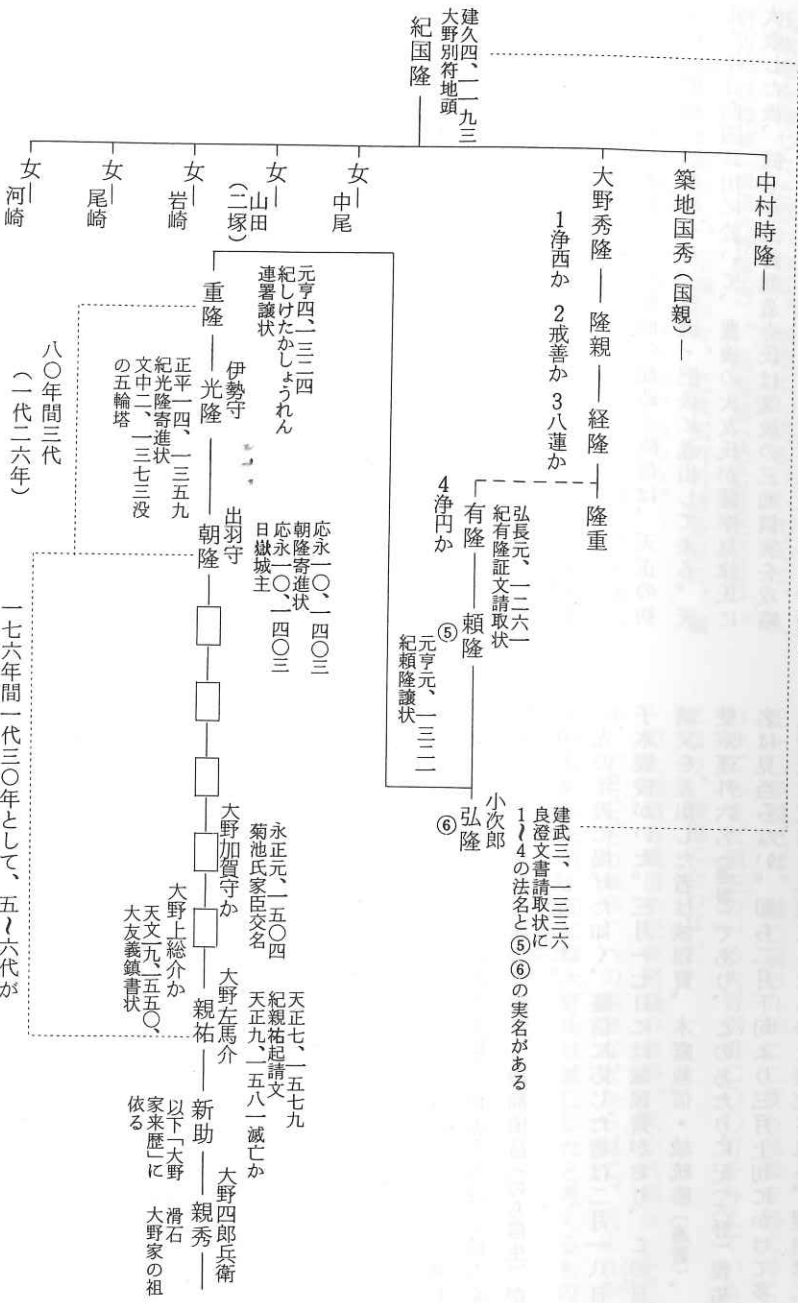 建久四、一一九三
大野別符地頭
紀国隆
中村時隆
築地国秀（国親）
大野秀隆
隆親
経隆
隆重
1浄西か
2戒善か
3八蓮か
女
中尾
女
山田
（二塚）
女
岩崎
女
尾崎
女
河崎
有隆
4浄円か
弘長元、一二六一
紀有隆証文請取状
頼隆
⑤
元亨元、一三二一
紀頼隆譲状
小次郎
弘隆
⑥
建武三、一三三六
良澄文書請取状に
1〜4の法名と⑤⑥の実名がある
重隆
元亨四、一三二四
紀しけたかしょうれん
連署譲状
伊勢守
光隆
正平一四、一三五九
紀光隆寄進状
文中二、一三七三没
の五輪塔
出羽守
朝隆
応永一〇、一四〇三
朝隆寄進状
応永一〇、一四〇三
日嶽城主
大野加賀守か
永正元、一五〇四
菊池氏家臣交名
大野上総介か
天文一九、一五五〇、
大友義鎮書状
大野左馬介
親祐
天正七、一五七九
紀親祐起請文
天正九、一五八一滅亡か
新助
以下「大野
家来歴」に
依る
大野四郎兵衛
親秀
滑石
大野家の祖
八〇年間三代
（一代二六年）
一七六年間一代三〇年として、五〜六代が